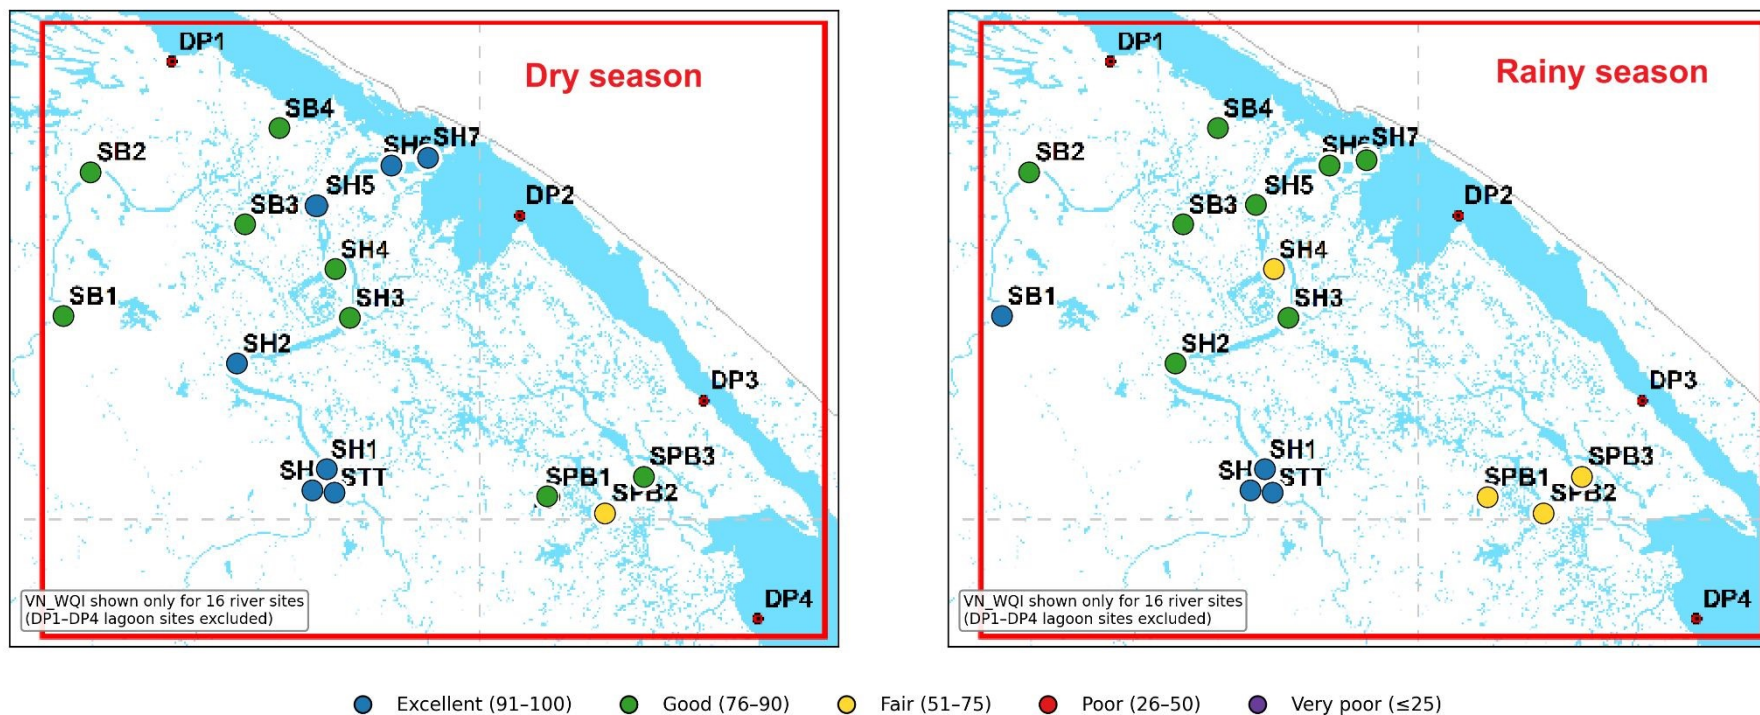 DP1
Dry season
SB4
SH6
SH7
SB2
SH5
SB3
DP2
SH4
SB1
SH3
SH2
DP3
SH1
SH
STT
SPB1
SPB3
SPB2
DP4
VN_WQI shown only for 16 river sites
(DP1–DP4 lagoon sites excluded)
DP1
Rainy season
SB4
SH6
SH7
SB2
SH5
SB3
DP2
SH4
SB1
SH3
SH2
DP3
SH1
SH
STT
SPB1
SPB3
SPB2
DP4
VN_WQI shown only for 16 river sites
(DP1–DP4 lagoon sites excluded)
Excellent (91–100)
Good (76–90)
Fair (51–75)
Poor (26–50)
Very poor (≤25)